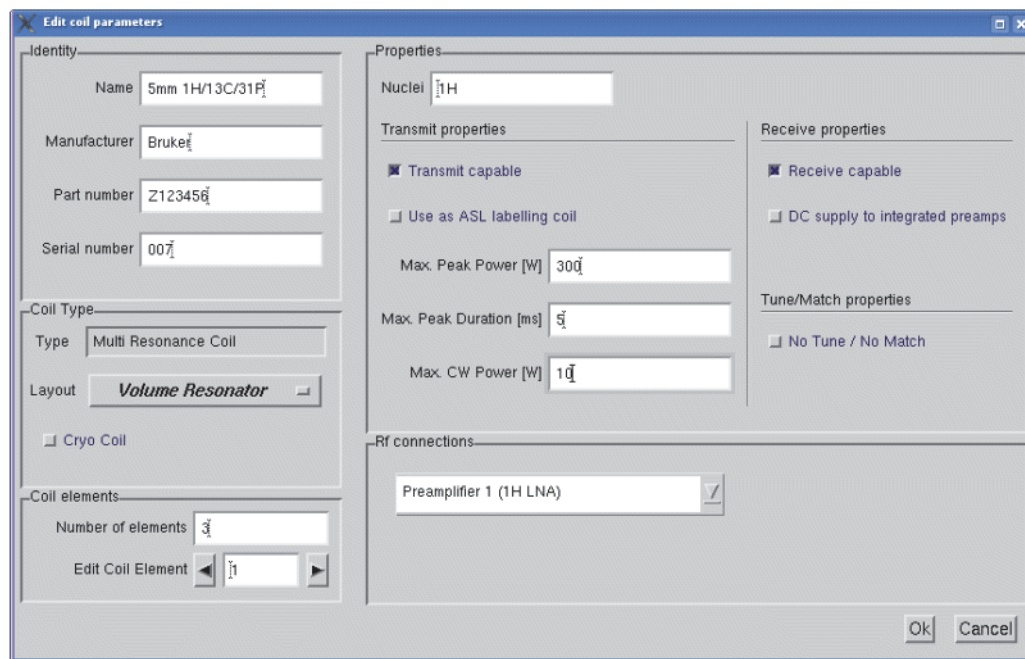 Edit coil parameters
Identity
Name 5mm 1H/13C/31P
Manufacturer Bruker
Part number Z123456
Serial number 007
Coil Type
Type Multi Resonance Coil
Layout Volume Resonator
Cryo Coil
Coil elements
Number of elements 3
Edit Coil Element 1
Properties
Nuclei 1H
Transmit properties
Transmit capable
Use as ASL labelling coil
Max. Peak Power [W] 300
Max. Peak Duration [ms] 5
Max. CW Power [W] 10
Receive properties
Receive capable
DC supply to integrated preamps
Tune/Match properties
No Tune / No Match
Rf connections
Preamplifier 1 (1H LNA)
Ok Cancel